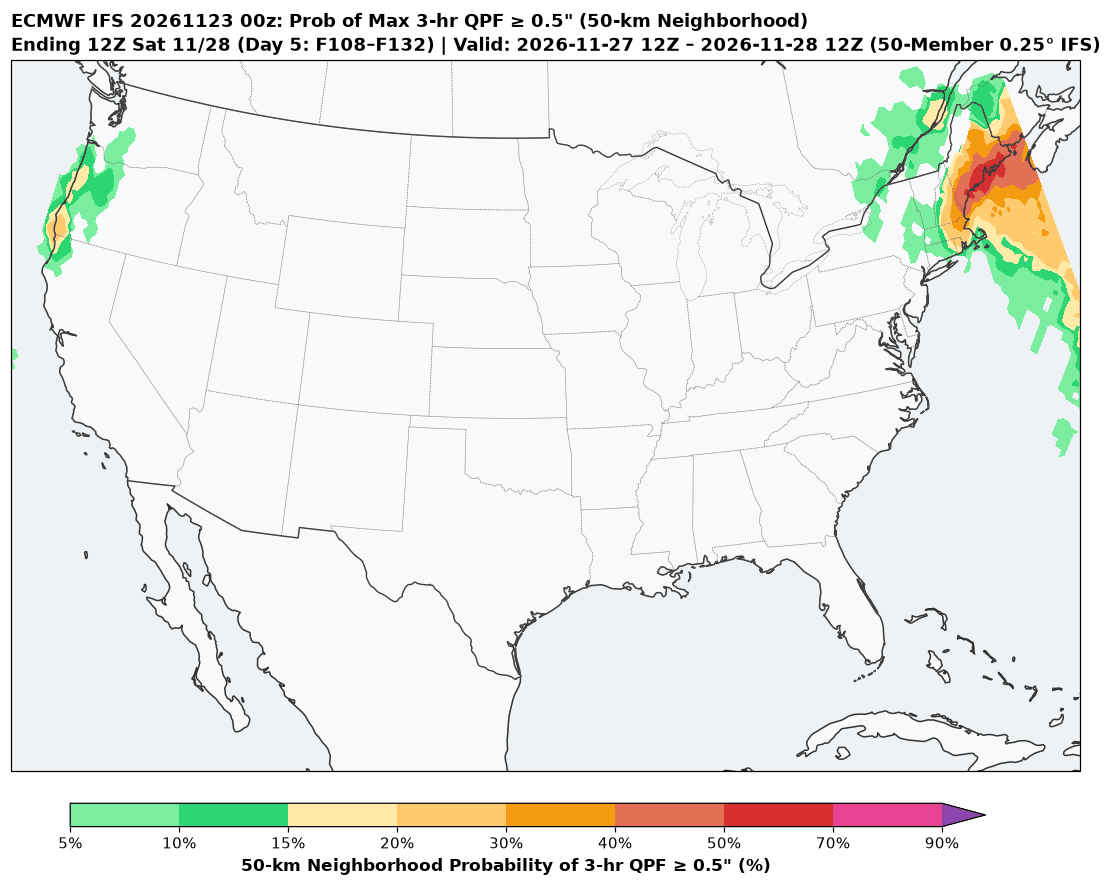 ECMWF IFS 20261123 00z: Prob of Max 3-hr QPF ≥ 0.5" (50-km Neighborhood)
Ending 12Z Sat 11/28 (Day 5: F108–F132) | Valid: 2026-11-27 12Z – 2026-11-28 12Z (50-Member 0.25° IFS)
5% 10% 15% 20% 30% 40% 50% 70% 90%
50-km Neighborhood Probability of 3-hr QPF ≥ 0.5" (%)